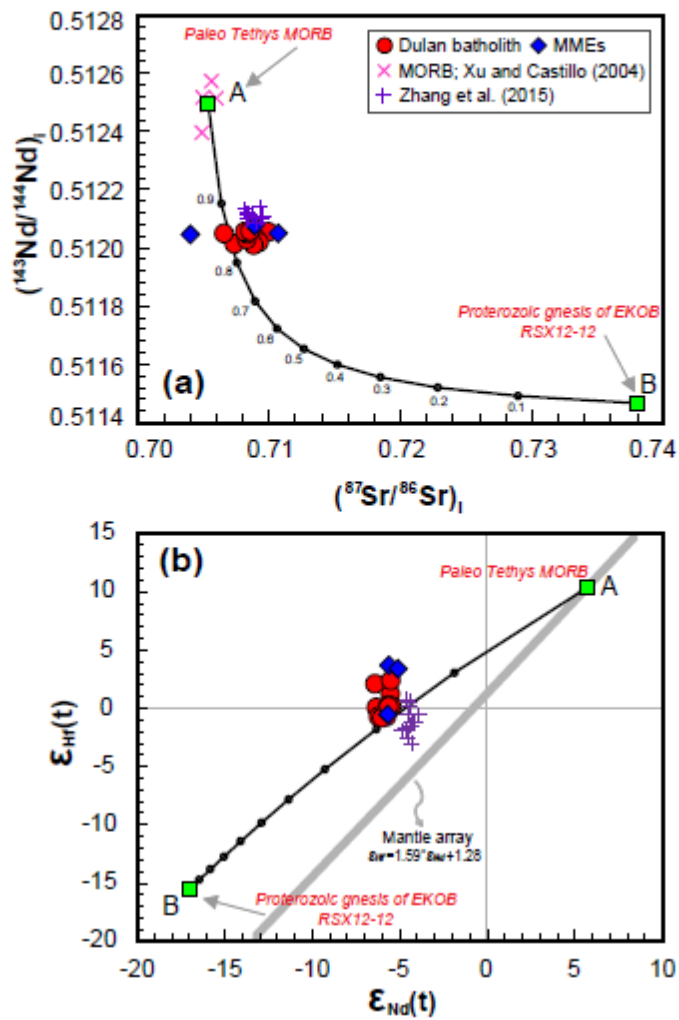 0.5128
0.5126
0.5124
0.5122
0.5120
0.5118
0.5116
0.5114
(¹⁴³Nd/¹⁴⁴Nd)ᵢ
Paleo Tethys MORB
A
Dulan batholith MMEs
MORB; Xu and Castillo (2004)
Zhang et al. (2015)
0.9
0.8
0.7
0.6
0.5
0.4
0.3
0.2
0.1
Proterozoic gnesis of EKOB
RSX12-12
B
(a)
0.70 0.71 0.72 0.73 0.74
(⁸⁷Sr/⁸⁶Sr)ᵢ
15
10
5
0
-5
-10
-15
-20
εHf(t)
(b)
Paleo Tethys MORB
A
Mantle array
εHf=1.59*εNd+1.28
B
Proterozoic gnesis of EKOB
RSX12-12
-20 -15 -10 -5 0 5 10
εNd(t)